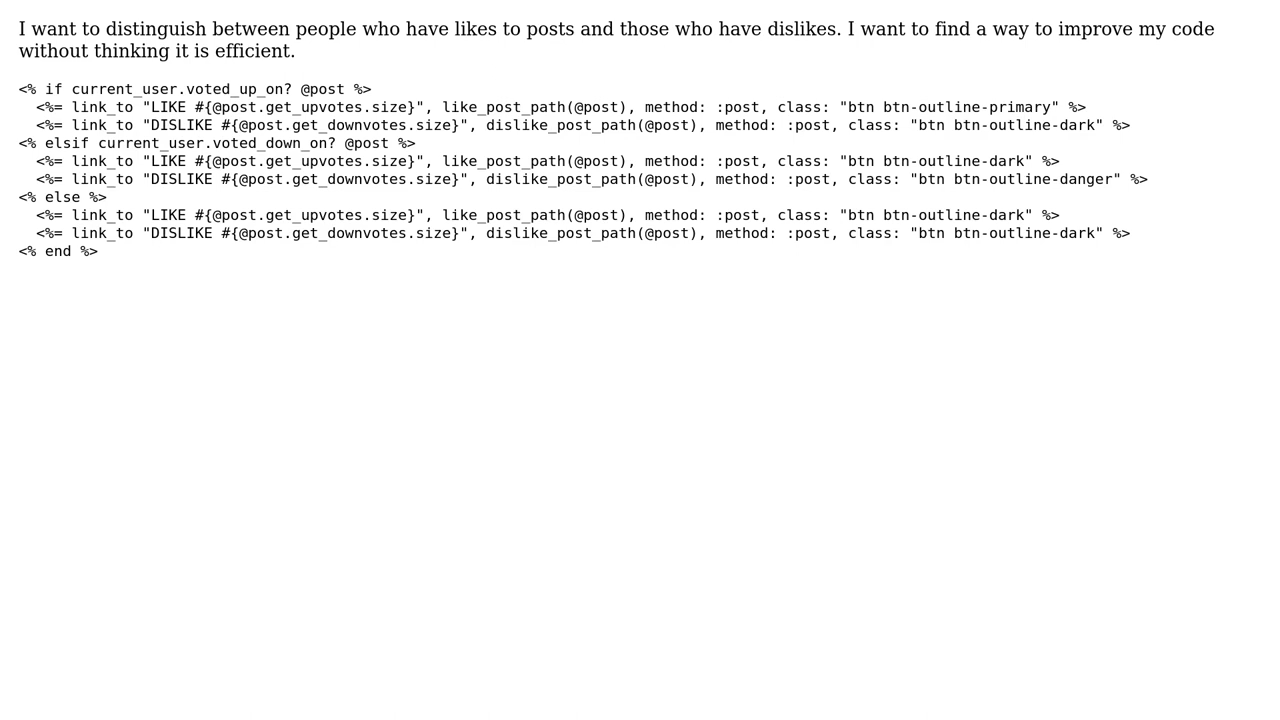 I want to distinguish between people who have likes to posts and those who have dislikes. I want to find a way to improve my code
without thinking it is efficient.
<% if current_user.voted_up_on? @post %>
  <%= link_to "LIKE #{@post.get_upvotes.size}", like_post_path(@post), method: :post, class: "btn btn-outline-primary" %>
  <%= link_to "DISLIKE #{@post.get_downvotes.size}", dislike_post_path(@post), method: :post, class: "btn btn-outline-dark" %>
<% elsif current_user.voted_down_on? @post %>
  <%= link_to "LIKE #{@post.get_upvotes.size}", like_post_path(@post), method: :post, class: "btn btn-outline-dark" %>
  <%= link_to "DISLIKE #{@post.get_downvotes.size}", dislike_post_path(@post), method: :post, class: "btn btn-outline-danger" %>
<% else %>
  <%= link_to "LIKE #{@post.get_upvotes.size}", like_post_path(@post), method: :post, class: "btn btn-outline-dark" %>
  <%= link_to "DISLIKE #{@post.get_downvotes.size}", dislike_post_path(@post), method: :post, class: "btn btn-outline-dark" %>
<% end %>